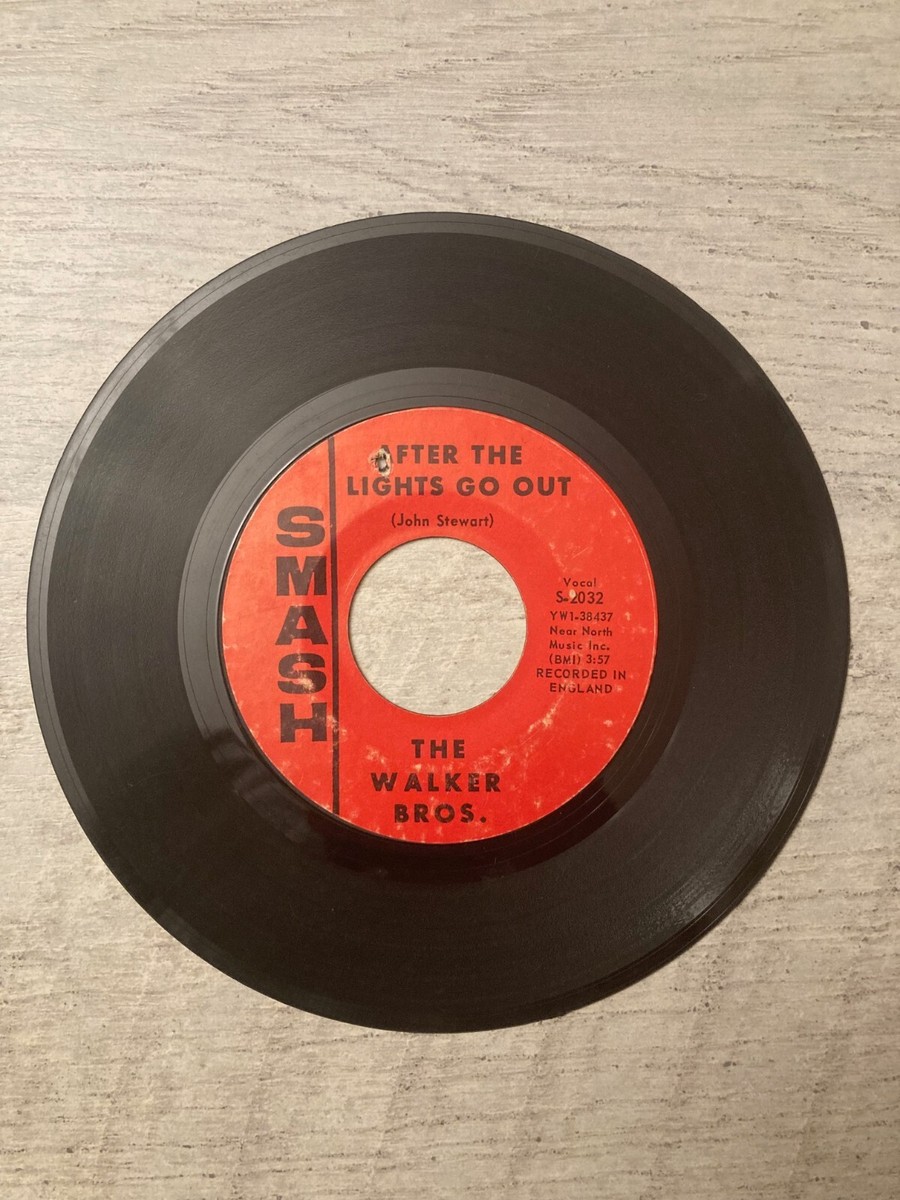 SMASH
AFTER THE
LIGHTS GO OUT
(John Stewart)
Vocal
S-2032
YW1-38437
Near North
Music Inc.
(BMI) 3:57
RECORDED IN
ENGLAND
THE
WALKER
BROS.